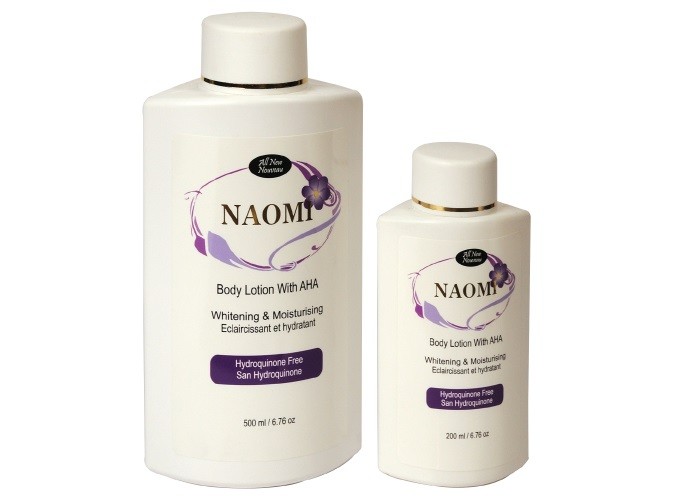 All New
Nouveau
NAOMI
Body Lotion With AHA
Whitening & Moisturising
Eclaircissant et hydratant
Hydroquinone Free
San Hydroquinone
500 ml / 6.76 oz
All New
Nouveau
NAOMI
Body Lotion With AHA
Whitening & Moisturising
Eclaircissant et hydratant
Hydroquinone Free
San Hydroquinone
200 ml / 6.76 oz